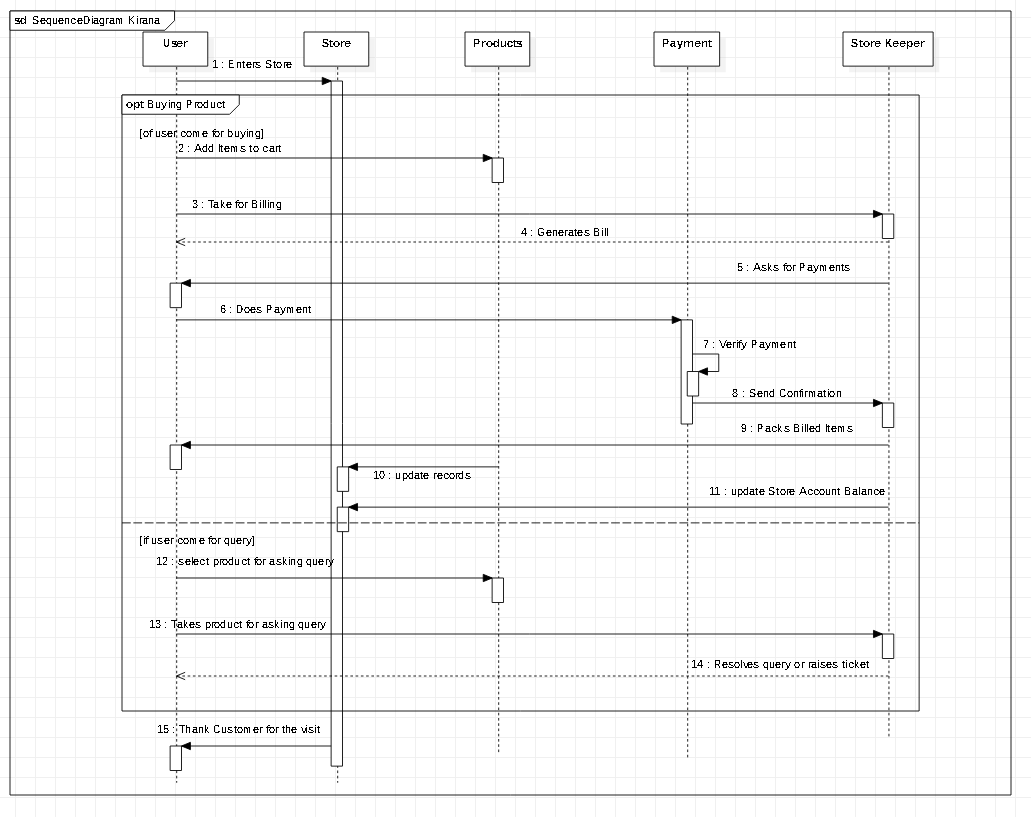 sd SequenceDiagram Kirana
User
Store
Products
Payment
Store Keeper
1 : Enters Store
opt Buying Product
[of user come for buying]
2 : Add Items to cart
3 : Take for Billing
4 : Generates Bill
5 : Asks for Payments
6 : Does Payment
7 : Verify Payment
8 : Send Confirmation
9 : Packs Billed Items
10 : update records
11 : update Store Account Balance
[if user come for query]
12 : select product for asking query
13 : Takes product for asking query
14 : Resolves query or raises ticket
15 : Thank Customer for the visit